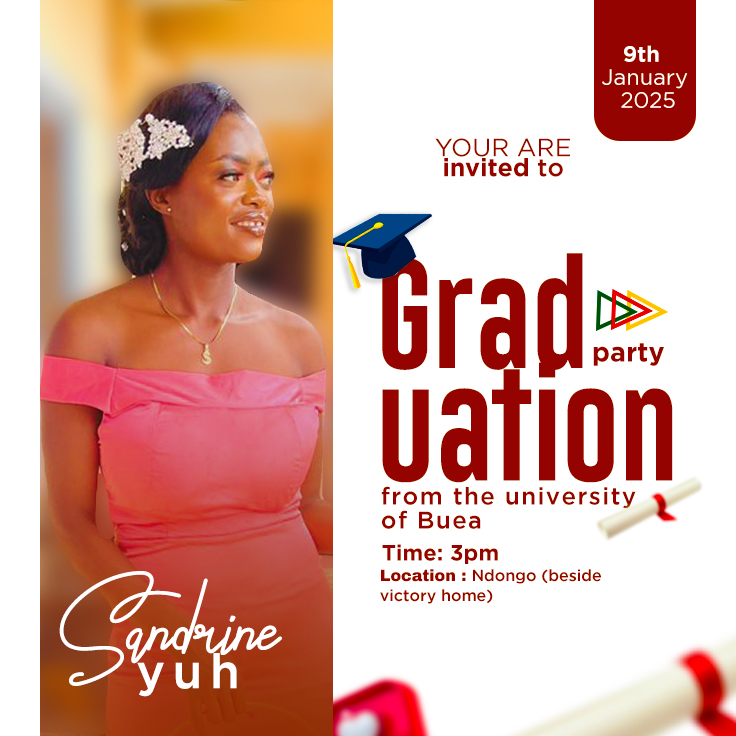 9th
January
2025
YOUR ARE
invited to
Grad
party
uation
from the university
of Buea
Time: 3pm
Location : Ndongo (beside
victory home)
Sandrine
yuh